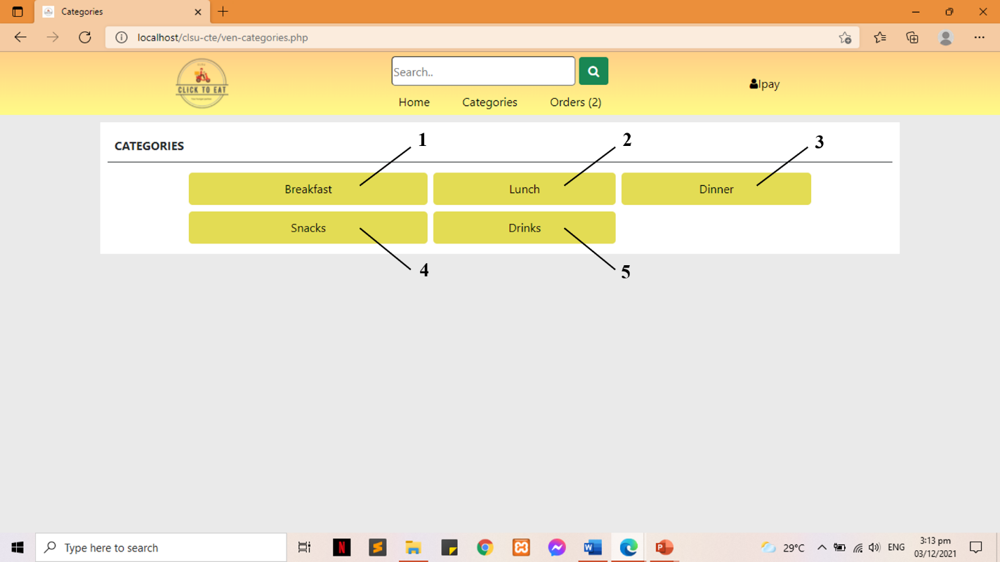 Categories
localhost/clsu-cte/ven-categories.php
CLICK TO EAT
Search..
Ipay
Home Categories Orders (2)
CATEGORIES
1 2 3
Breakfast Lunch Dinner
Snacks Drinks
4 5
Type here to search
29°C ENG 3:13 pm
03/12/2021